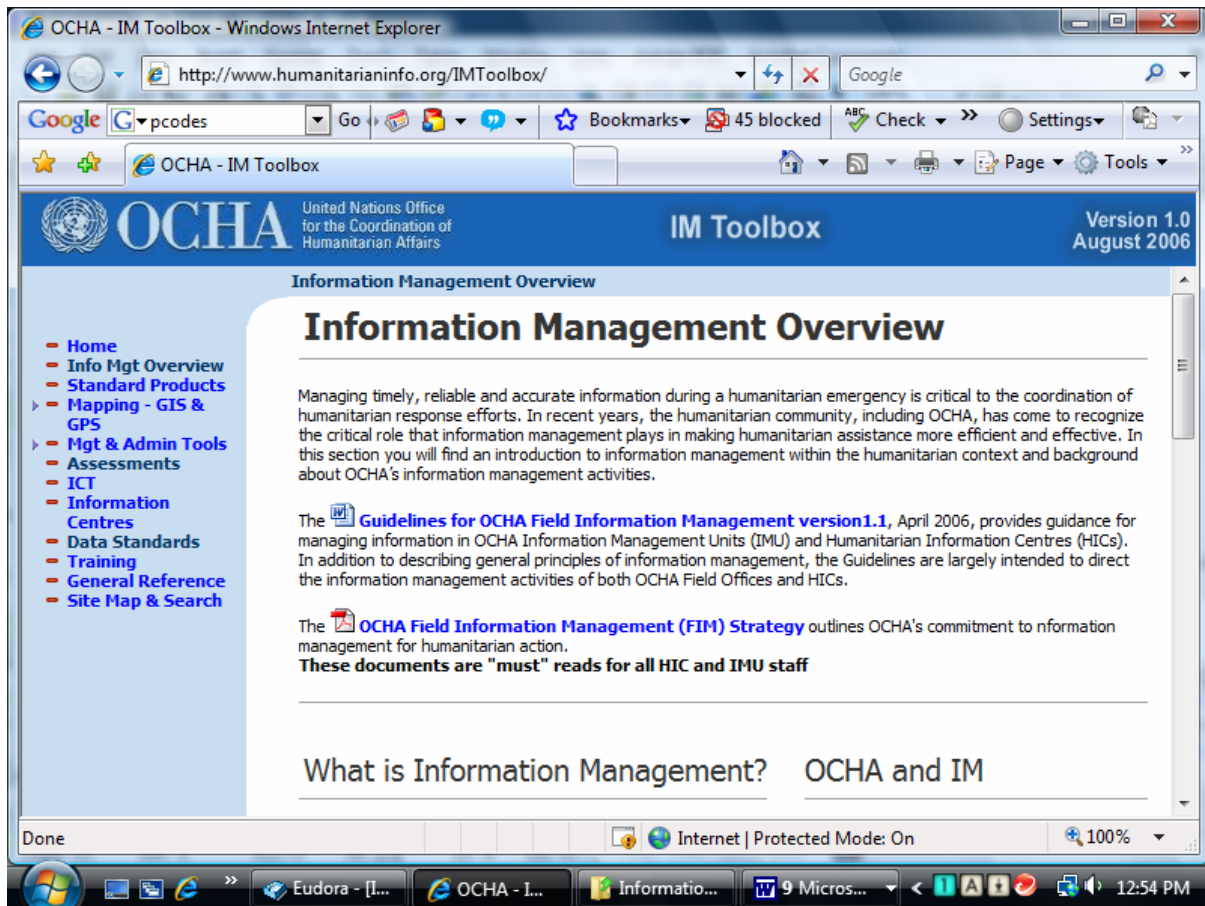 OCHA - IM Toolbox - Windows Internet Explorer
http://www.humanitarianinfo.org/IMToolbox/
Google
Google G pcodes Go Bookmarks 45 blocked ABC Check >> Settings
OCHA - IM Toolbox Page Tools >>
OCHA
United Nations Office
for the Coordination of
Humanitarian Affairs
IM Toolbox
Version 1.0
August 2006
Information Management Overview
Home
Info Mgt Overview
Standard Products
Mapping - GIS &
GPS
Mgt & Admin Tools
Assessments
ICT
Information
Centres
Data Standards
Training
General Reference
Site Map & Search
Information Management Overview
Managing timely, reliable and accurate information during a humanitarian emergency is critical to the coordination of
humanitarian response efforts. In recent years, the humanitarian community, including OCHA, has come to recognize
the critical role that information management plays in making humanitarian assistance more efficient and effective. In
this section you will find an introduction to information management within the humanitarian context and background
about OCHA's information management activities.
The Guidelines for OCHA Field Information Management version1.1, April 2006, provides guidance for
managing information in OCHA Information Management Units (IMU) and Humanitarian Information Centres (HICs).
In addition to describing general principles of information management, the Guidelines are largely intended to direct
the information management activities of both OCHA Field Offices and HICs.
The OCHA Field Information Management (FIM) Strategy outlines OCHA's commitment to nformation
management for humanitarian action.
These documents are "must" reads for all HIC and IMU staff
What is Information Management? OCHA and IM
Done Internet | Protected Mode: On 100%
>> Eudora - [I... OCHA - I... Informatio... 9 Micros... < 1 A 12:54 PM